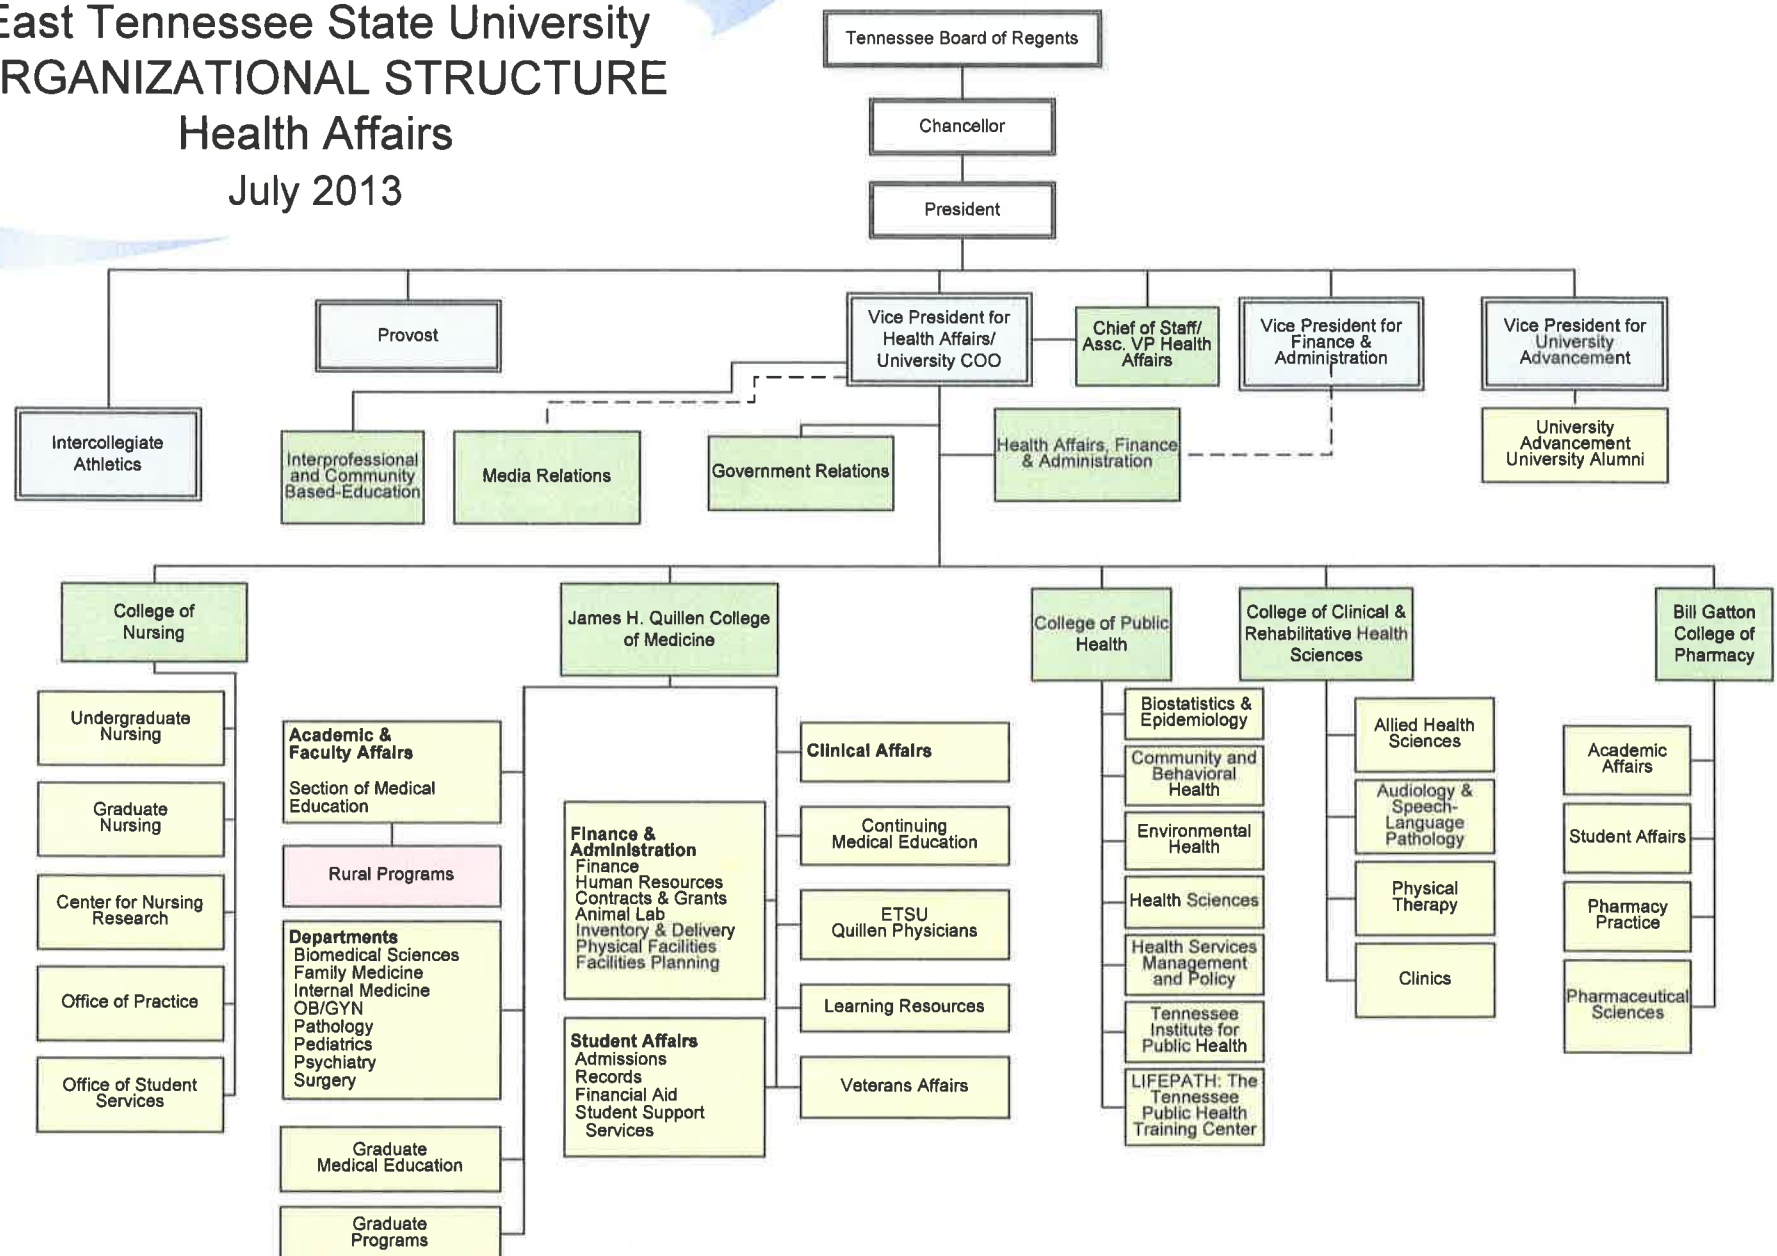 East Tennessee State University
RGANIZATIONAL STRUCTURE
Health Affairs
July 2013
Tennessee Board of Regents
Chancellor
President
Provost
Vice President for
Health Affairs/
University COO
Chief of Staff/
Assc. VP Health
Affairs
Vice President for
Finance &
Administration
Vice President for
University
Advancement
Intercollegiate
Athletics
Interprofessional
and Community
Based-Education
Media Relations
Government Relations
Health Affairs, Finance
& Administration
University
Advancement
University Alumni
College of
Nursing
James H. Quillen College
of Medicine
College of Public
Health
College of Clinical &
Rehabilitative Health
Sciences
Bill Gatton
College of
Pharmacy
Undergraduate
Nursing
Graduate
Nursing
Center for Nursing
Research
Office of Practice
Office of Student
Services
Academic &
Faculty Affairs
Section of Medical
Education
Rural Programs
Departments
Biomedical Sciences
Family Medicine
Internal Medicine
OB/GYN
Pathology
Pediatrics
Psychiatry
Surgery
Graduate
Medical Education
Graduate
Programs
Finance &
Administration
Finance
Human Resources
Contracts & Grants
Animal Lab
Inventory & Delivery
Physical Facilities
Facilities Planning
Student Affairs
Admissions
Records
Financial Aid
Student Support
Services
Clinical Affairs
Continuing
Medical Education
ETSU
Quillen Physicians
Learning Resources
Veterans Affairs
Biostatistics &
Epidemiology
Community and
Behavioral
Health
Environmental
Health
Health Sciences
Health Services
Management
and Policy
Tennessee
Institute for
Public Health
LIFEPATH: The
Tennessee
Public Health
Training Center
Allied Health
Sciences
Audiology &
Speech-
Language
Pathology
Physical
Therapy
Clinics
Academic
Affairs
Student Affairs
Pharmacy
Practice
Pharmaceutical
Sciences